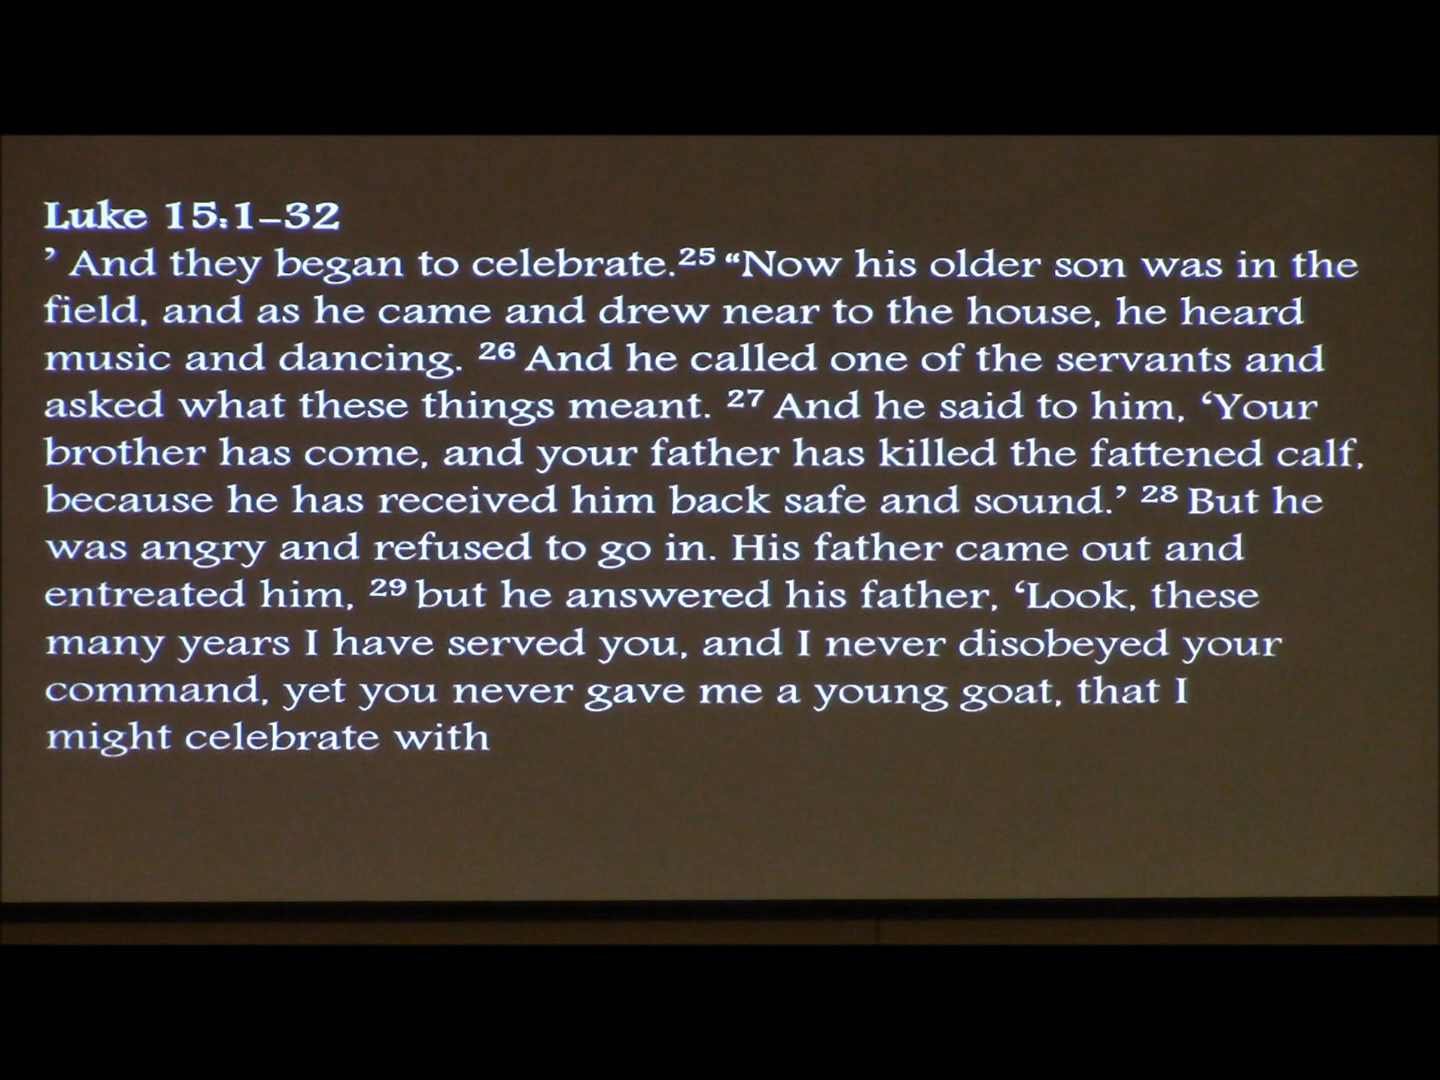 Luke 15:1–32
’ And they began to celebrate.25 “Now his older son was in the
field, and as he came and drew near to the house, he heard
music and dancing. 26 And he called one of the servants and
asked what these things meant. 27 And he said to him, ‘Your
brother has come, and your father has killed the fattened calf,
because he has received him back safe and sound.’ 28 But he
was angry and refused to go in. His father came out and
entreated him, 29 but he answered his father, ‘Look, these
many years I have served you, and I never disobeyed your
command, yet you never gave me a young goat, that I
might celebrate with